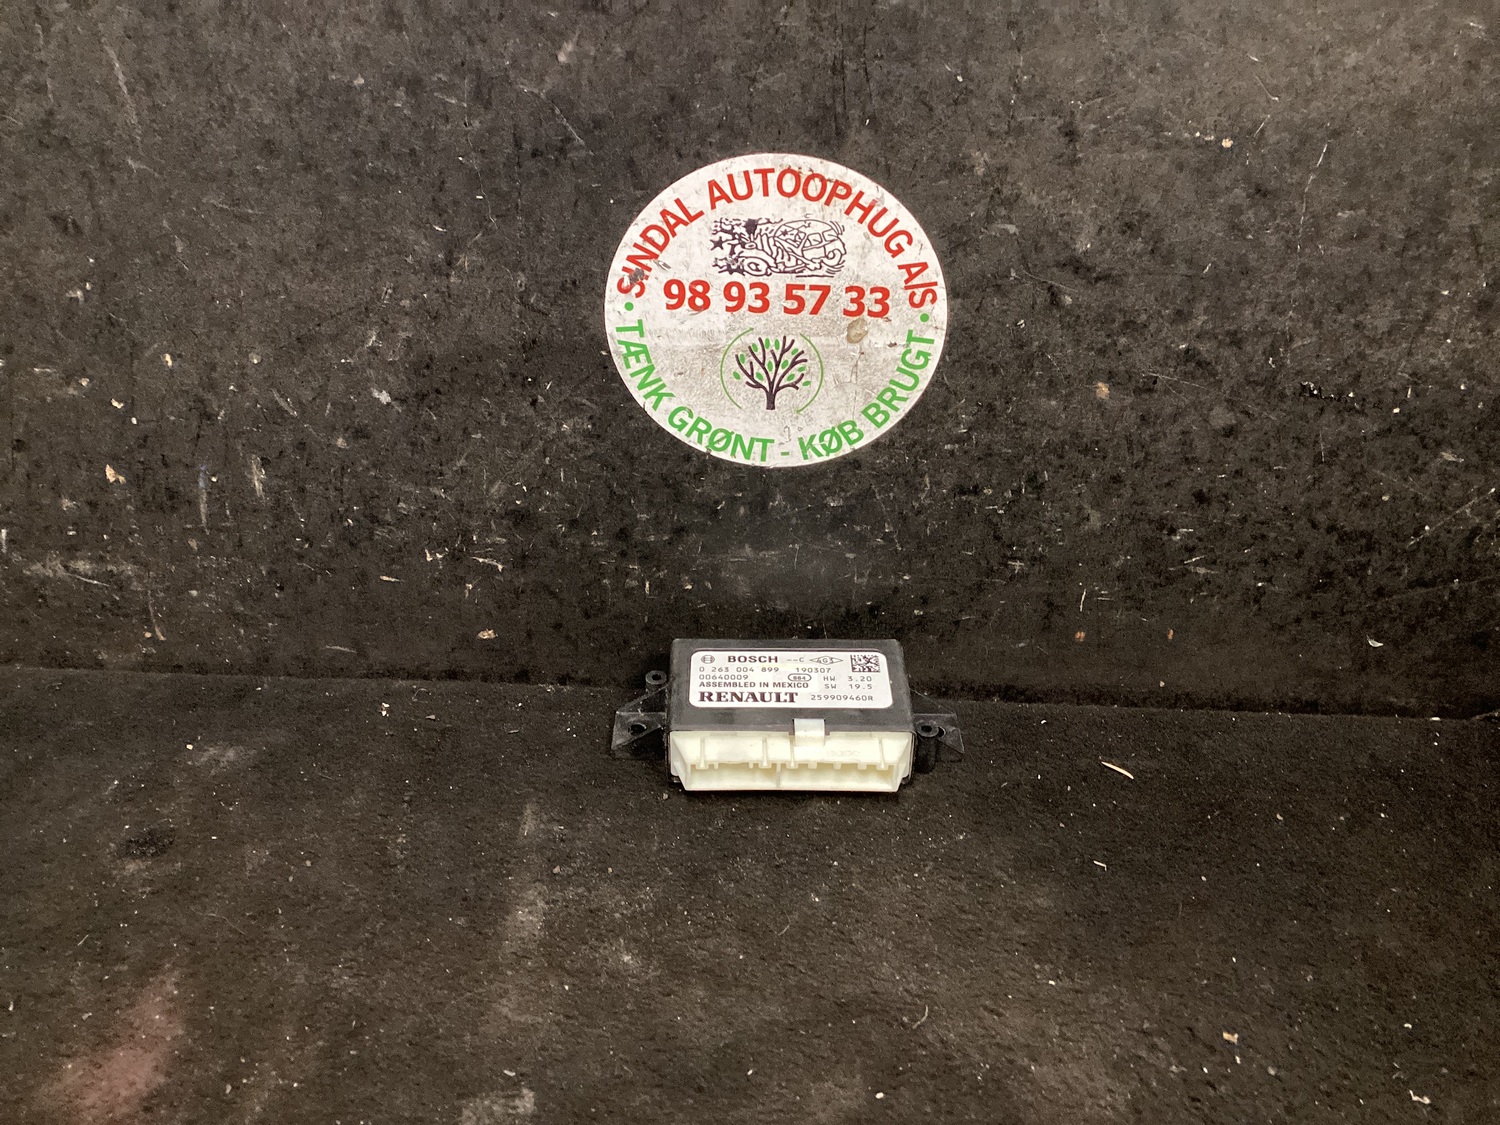 SINDAL AUTOOPHUG A/S
98 93 57 33
• TÆNK GRØNT - KØB BRUGT •
BOSCH
0 263 004 899 190307
00640009 HW 3.20
ASSEMBLED IN MEXICO SW 19.5
RENAULT 259909460R